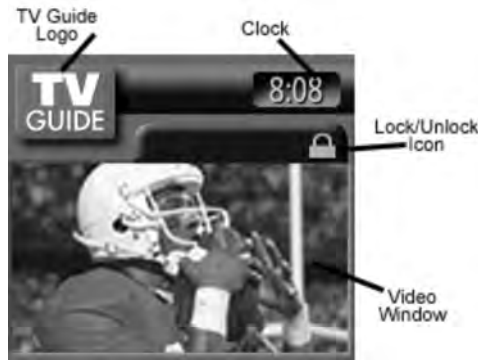 TV Guide
Logo
Clock
TV
GUIDE
8:08
Lock/Unlock
Icon
Video
Window